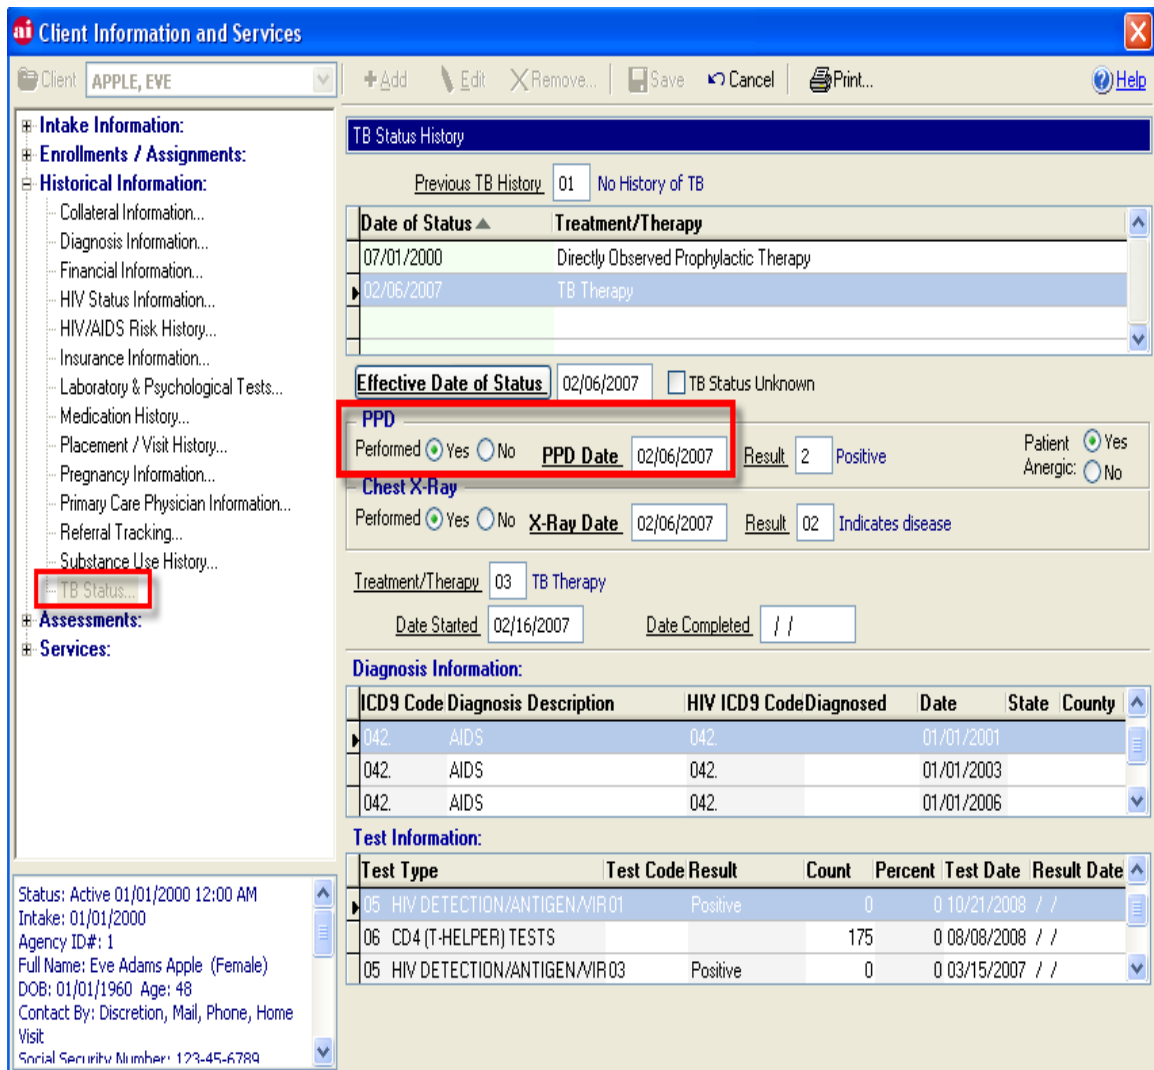 ai Client Information and Services
Client APPLE, EVE Add Edit Remove... Save Cancel Print... Help
Intake Information:
Enrollments / Assignments:
Historical Information:
Collateral Information...
Diagnosis Information...
Financial Information...
HIV Status Information...
HIV/AIDS Risk History...
Insurance Information...
Laboratory & Psychological Tests...
Medication History...
Placement / Visit History...
Pregnancy Information...
Primary Care Physician Information...
Referral Tracking...
Substance Use History...
TB Status...
Assessments:
Services:
Status: Active 01/01/2000 12:00 AM
Intake: 01/01/2000
Agency ID#: 1
Full Name: Eve Adams Apple (Female)
DOB: 01/01/1960 Age: 48
Contact By: Discretion, Mail, Phone, Home
Visit
Social Security Number: 123-45-6789
TB Status History
Previous TB History 01 No History of TB
Date of Status Treatment/Therapy
07/01/2000 Directly Observed Prophylactic Therapy
02/06/2007 TB Therapy
Effective Date of Status 02/06/2007 TB Status Unknown
PPD
Performed Yes No PPD Date 02/06/2007 Result 2 Positive Patient Anergic: Yes No
Chest X-Ray
Performed Yes No X-Ray Date 02/06/2007 Result 02 Indicates disease
Treatment/Therapy 03 TB Therapy
Date Started 02/16/2007 Date Completed / /
Diagnosis Information:
ICD9 Code Diagnosis Description HIV ICD9 Code Diagnosed Date State County
042. AIDS 042. 01/01/2001
042. AIDS 042. 01/01/2003
042. AIDS 042. 01/01/2006
Test Information:
Test Type Test Code Result Count Percent Test Date Result Date
05 HIV DETECTION/ANTIGEN/VIR 01 Positive 0 0 10/21/2008 / /
06 CD4 (T-HELPER) TESTS 175 0 08/08/2008 / /
05 HIV DETECTION/ANTIGEN/VIR 03 Positive 0 0 03/15/2007 / /